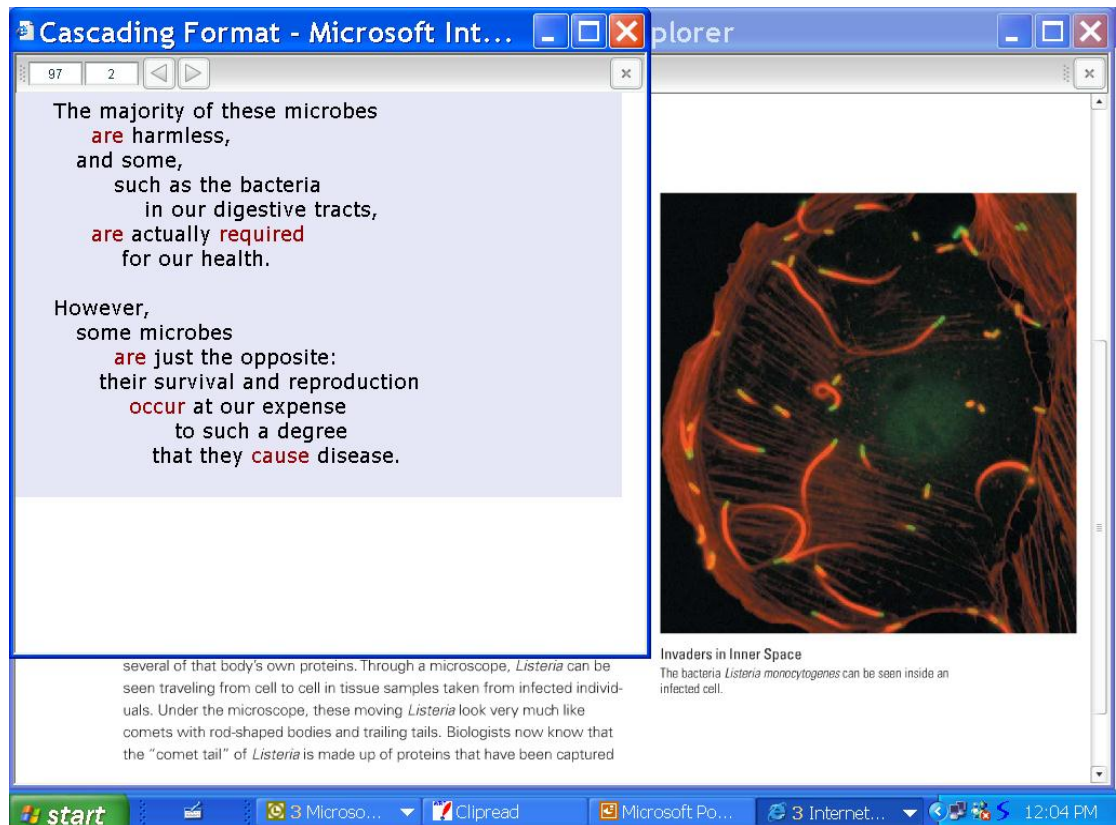 Cascading Format - Microsoft Int...
plorer
97 2
The majority of these microbes
are harmless,
and some,
such as the bacteria
in our digestive tracts,
are actually required
for our health.
However,
some microbes
are just the opposite:
their survival and reproduction
occur at our expense
to such a degree
that they cause disease.
Invaders in Inner Space
The bacteria Listeria monocytogenes can be seen inside an
infected cell.
several of that body's own proteins. Through a microscope, Listeria can be
seen traveling from cell to cell in tissue samples taken from infected individ-
uals. Under the microscope, these moving Listeria look very much like
comets with rod-shaped bodies and trailing tails. Biologists now know that
the “comet tail” of Listeria is made up of proteins that have been captured
start
3 Microso...
Clipread
Microsoft Po...
3 Internet...
12:04 PM